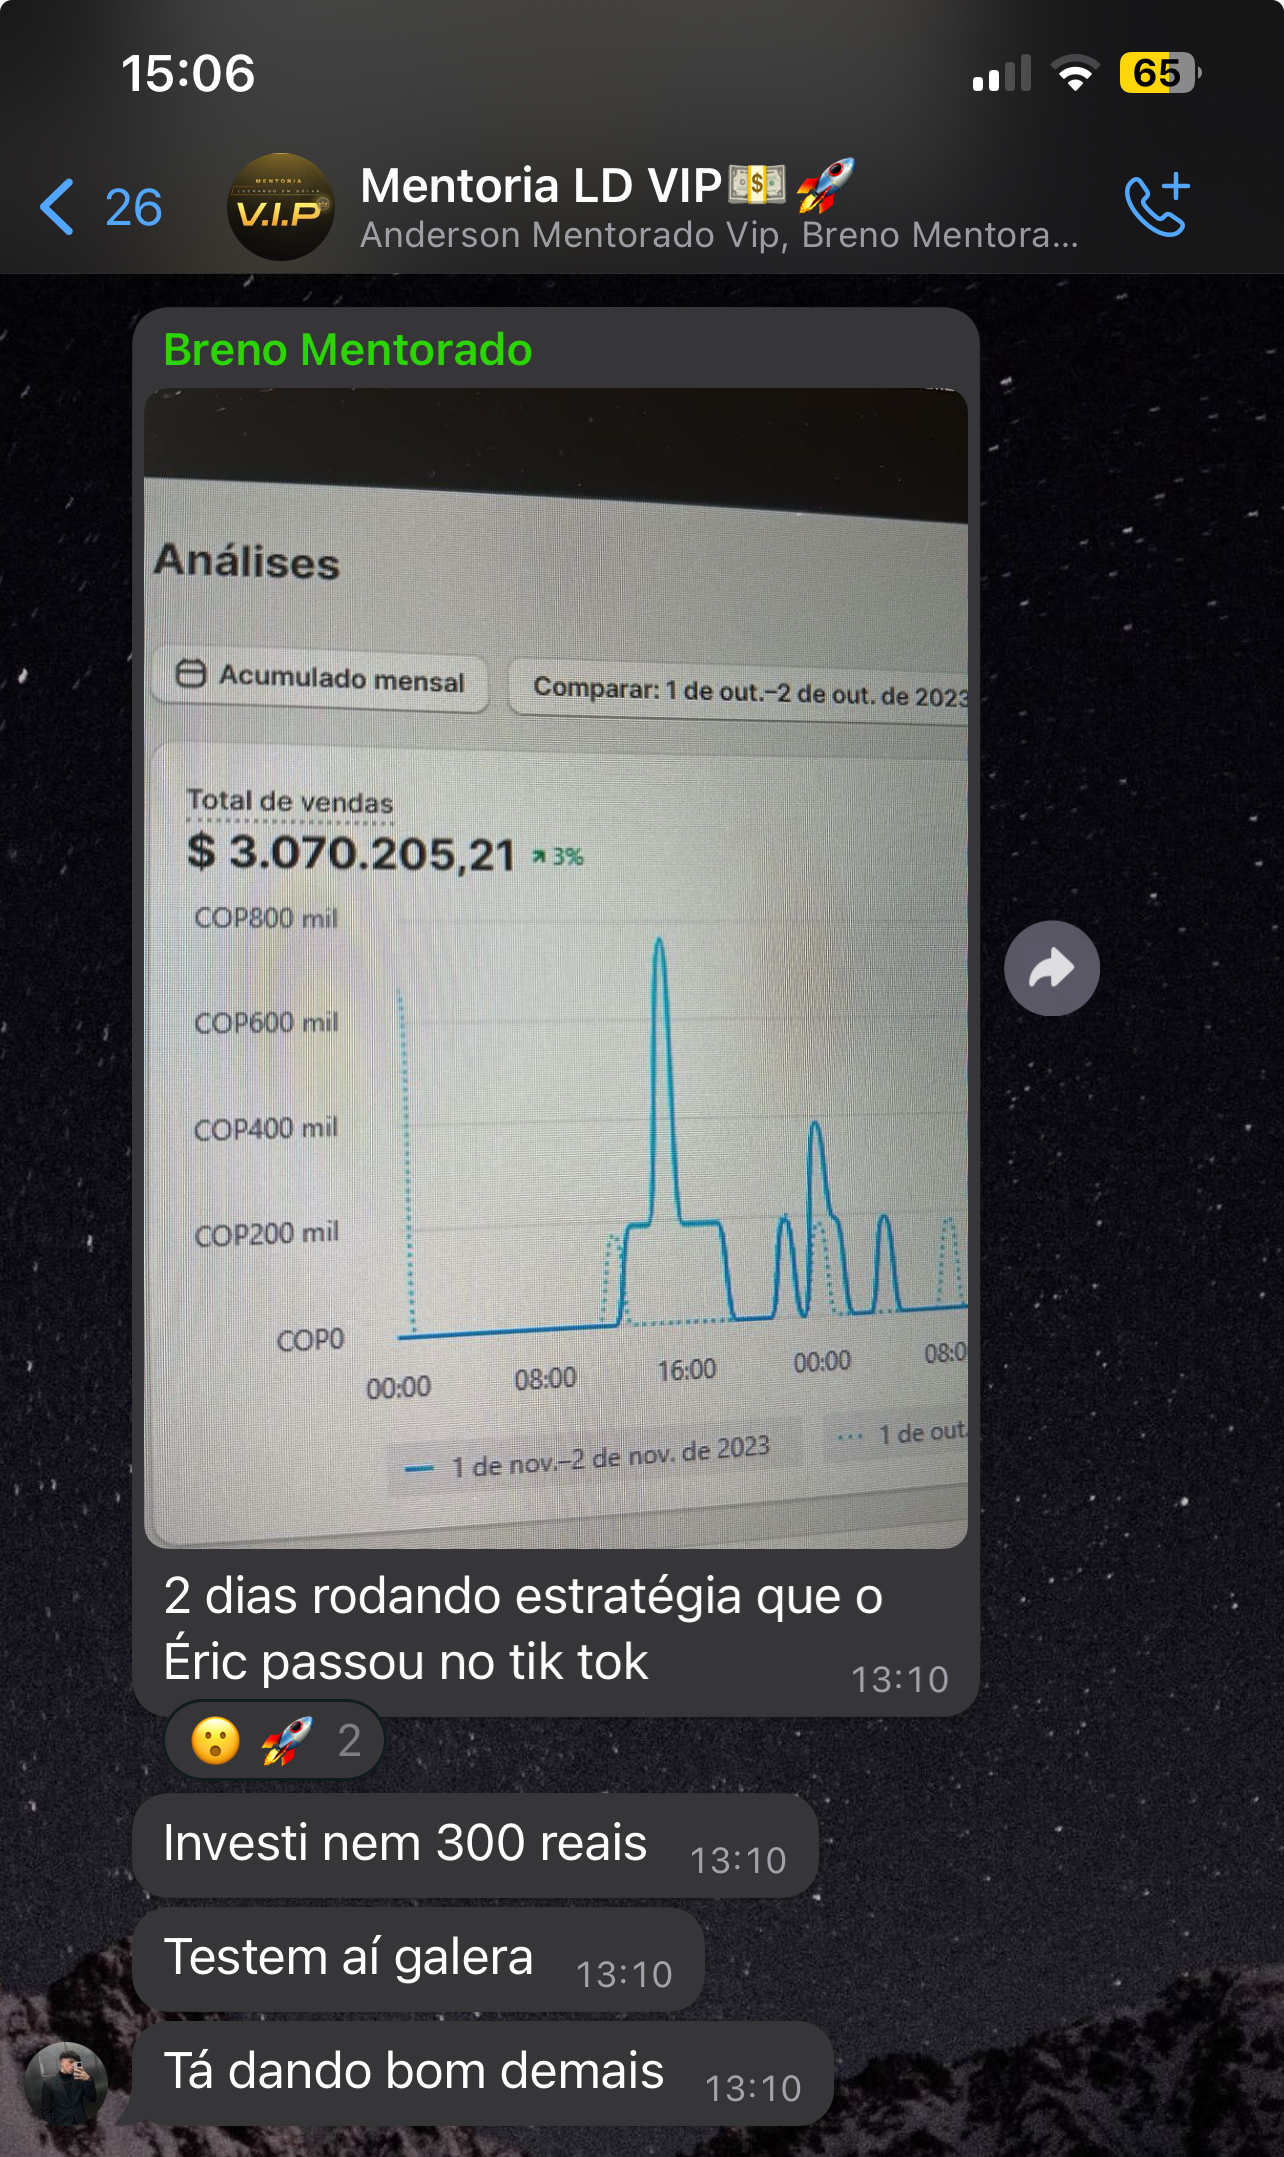 15:06
65
26
MENTORIA
LUCRANDO EM DÓLAR
V.I.P
Mentoria LD VIP💵🚀
Anderson Mentorado Vip, Breno Mentora...
Breno Mentorado
Análises
Acumulado mensal
Comparar: 1 de out.–2 de out. de 2023
Total de vendas
$ 3.070.205,21 ↗ 3%
COP800 mil
COP600 mil
COP400 mil
COP200 mil
COP0
00:00 08:00 16:00 00:00 08:0
1 de nov.–2 de nov. de 2023
1 de out.
2 dias rodando estratégia que o
Éric passou no tik tok
13:10
😮 🚀 2
Investi nem 300 reais 13:10
Testem aí galera 13:10
Tá dando bom demais 13:10